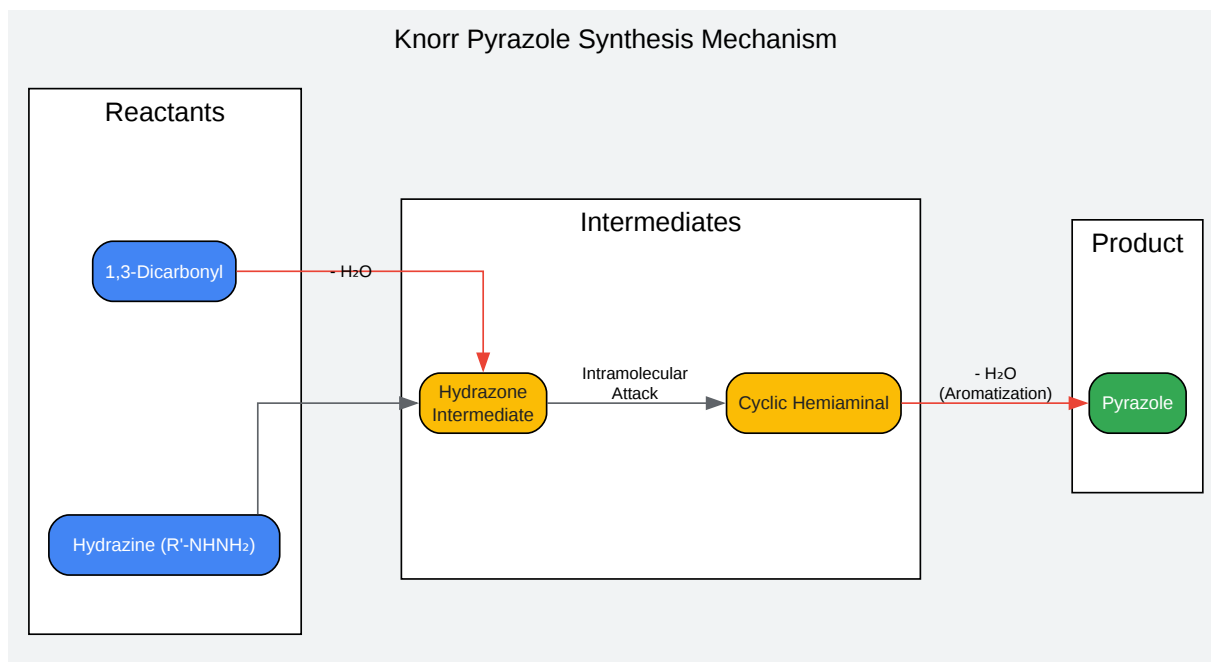 Knorr Pyrazole Synthesis Mechanism
Reactants
1,3-Dicarbonyl
Hydrazine (R'-NHNH₂)
- H₂O
Intermediates
Hydrazone
Intermediate
Intramolecular
Attack
Cyclic Hemiaminal
- H₂O
(Aromatization)
Product
Pyrazole